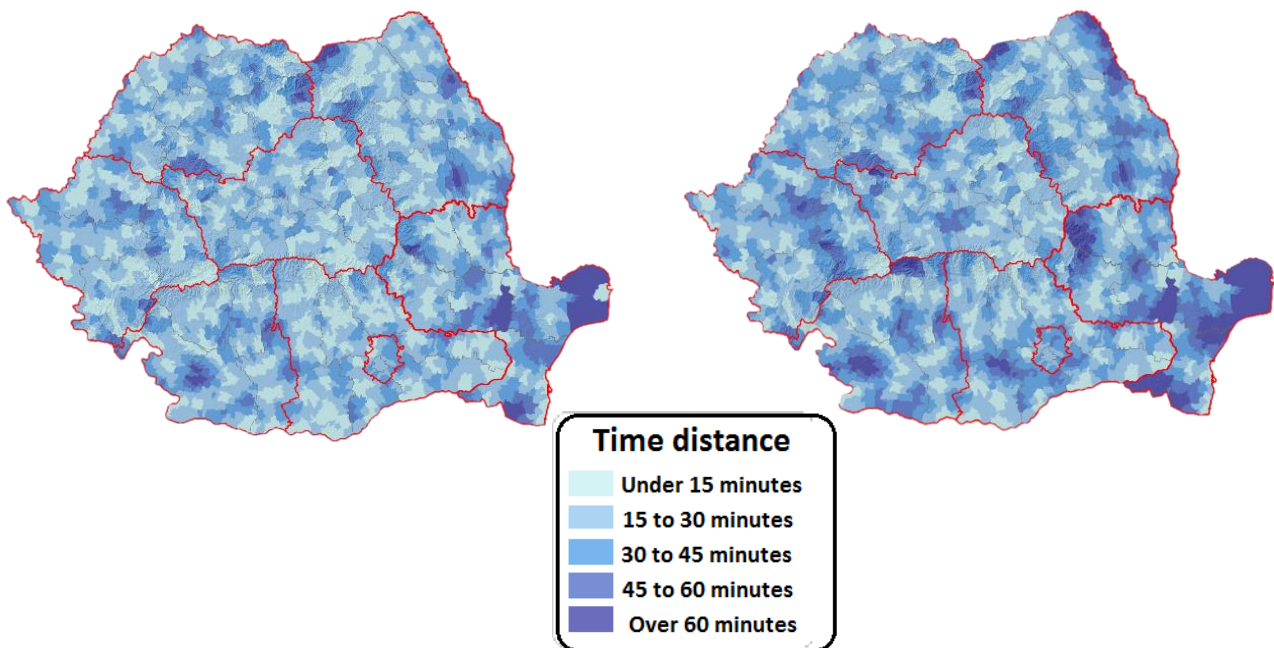 Time distance
Under 15 minutes
15 to 30 minutes
30 to 45 minutes
45 to 60 minutes
Over 60 minutes